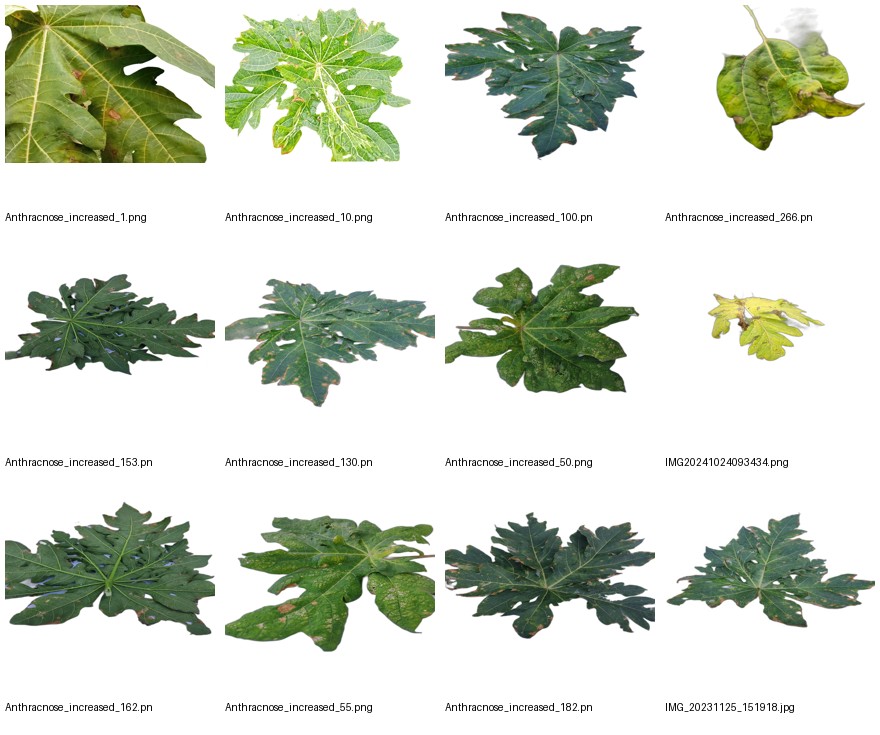 Anthracnose_increased_1.png
Anthracnose_increased_10.png
Anthracnose_increased_100.pn
Anthracnose_increased_266.pn
Anthracnose_increased_153.pn
Anthracnose_increased_130.pn
Anthracnose_increased_50.png
IMG20241024093434.png
Anthracnose_increased_162.pn
Anthracnose_increased_55.png
Anthracnose_increased_182.pn
IMG_20231125_151918.jpg